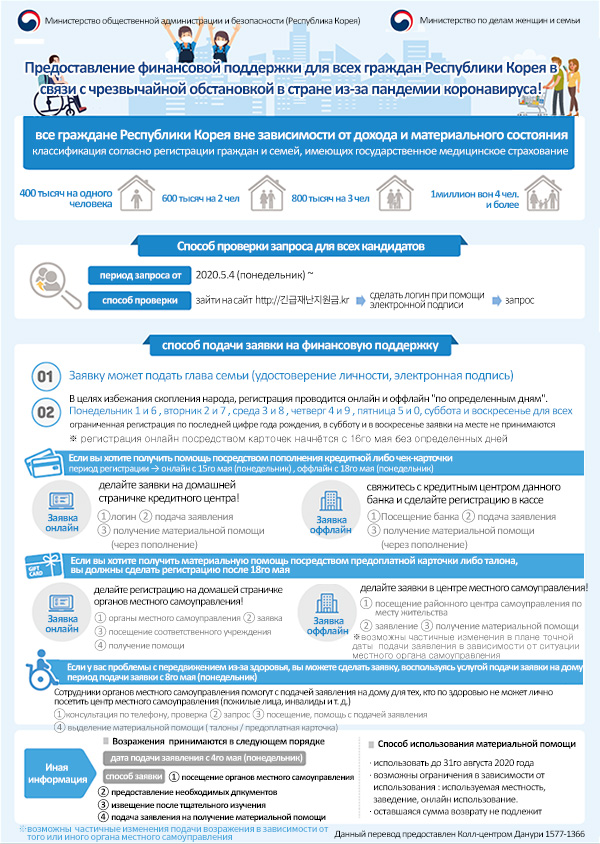 Министерство общественной администрации и безопасности (Республика Корея)
Министерство по делам женщин и семьи
Предоставление финансовой поддержки для всех граждан Республики Корея в
связи с чрезвычайной обстановкой в стране из-за пандемии коронавируса!
все граждане Республики Корея вне зависимости от дохода и материального состояния
классификация согласно регистрации граждан и семей, имеющих государственное медицинское страхование
400 тысяч на одного
человека
600 тысяч на 2 чел
800 тысяч на 3 чел
1миллион вон 4 чел.
и более
Способ проверки запроса для всех кандидатов
период запроса от
2020.5.4 (понедельник) ~
способ проверки
зайти на сайт http://긴급재난지원금.kr
сделать логин при помощи
электронной подписи
запрос
способ подачи заявки на финансовую поддержку
01
Заявку может подать глава семьи (удостоверение личности, электронная подпись)
02
В целях избежания скопления народа, регистрация проводится онлайн и оффлайн "по определенным дням".
Понедельник 1 и 6 , вторник 2 и 7 , среда 3 и 8 , четверг 4 и 9 , пятница 5 и 0, суббота и воскресенье для всех
ограниченная регистрация по последней цифре года рождения, в субботу и в воскресенье заявки на месте не принимаются
※ регистрация онлайн посредством карточек начнётся с 16го мая без определенных дней
Если вы хотите получить помощь посредством пополнения кредитной либо чек-карточки
период регистрации → онлайн с 15го мая (понедельник) , оффлайн с 18го мая (понедельник)
Заявка
онлайн
делайте заявки на домашней
страничке кредитного центра!
①логин ② подача заявления
③ получение материальной помощи
(через пополнение)
Заявка
оффлайн
свяжитесь с кредитным центром данного
банка и сделайте регистрацию в кассе
①Посещение банка ② подача заявления
③ получение материальной помощи
(через пополнение)
GIFT
CARD
Если вы хотите получить материальную помощь посредством предоплатной карточки либо талона,
вы должны сделать регистрацию после 18го мая
Заявка
онлайн
делайте регистрацию на домашней страничке
органов местного самоуправления!
① органы местного самоуправления ② заявка
③ посещение соответственного учреждения
④ получение помощи
Заявка
оффлайн
делайте заявки в центре местного самоуправления!
① посещение районного центра самоуправления по
месту жительства
② заявление ③ получение материальной помощи
※возможны частичные изменения в плане точной
даты подачи заявления в зависимости от ситуации
местного органа самоуправления
Если у вас проблемы с передвижением из-за здоровья, вы можете сделать заявку, воспользуясь услугой подачи заявки на дому
период подачи заявки с 8го мая (понедельник)
Сотрудники органов местного самоуправления помогут с подачей заявления на дому для тех, кто по здоровью не может лично
посетить центр местного самоуправления (пожилые лица, инвалиды и т. д.)
①консультация по телефону, проверка ② запрос ③ посещение, помощь с подачей заявления
④ выделение материальной помощи ( талоны / предоплатная карточка)
Иная
информация
Возражения принимаются в следующем порядке
дата подачи заявления с 4го мая (понедельник)
способ заявки ① посещение органов местного самоуправления
② предоставление необходимых дпкументов
③ извещение после тщательного изучения
④ подача заявления на получение материальной помощи
※возможны частичные изменения подачи возражения в зависимости от
того или иного органа местного самоуправления
Способ использования материальной помощи
· использовать до 31го августа 2020 года
· возможны ограничения в зависимости от
использования : используемая местность,
заведение, онлайн использование.
· оставшаяся сумма возврату не подлежит
Данный перевод предоставлен Колл-центром Данури 1577-1366